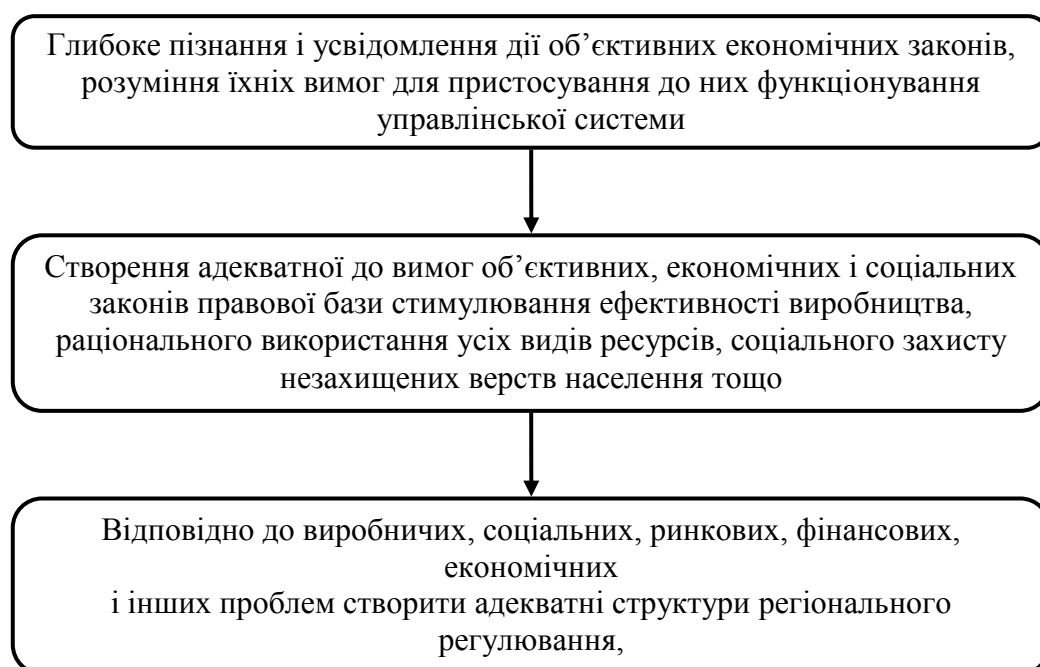 Глибоке пізнання і усвідомлення дії об’єктивних економічних законів,
розуміння їхніх вимог для пристосування до них функціонування
управлінської системи
Створення адекватної до вимог об’єктивних, економічних і соціальних
законів правової бази стимулювання ефективності виробництва,
раціонального використання усіх видів ресурсів, соціального захисту
незахищених верств населення тощо
Відповідно до виробничих, соціальних, ринкових, фінансових,
економічних
і інших проблем створити адекватні структури регіонального
регулювання,